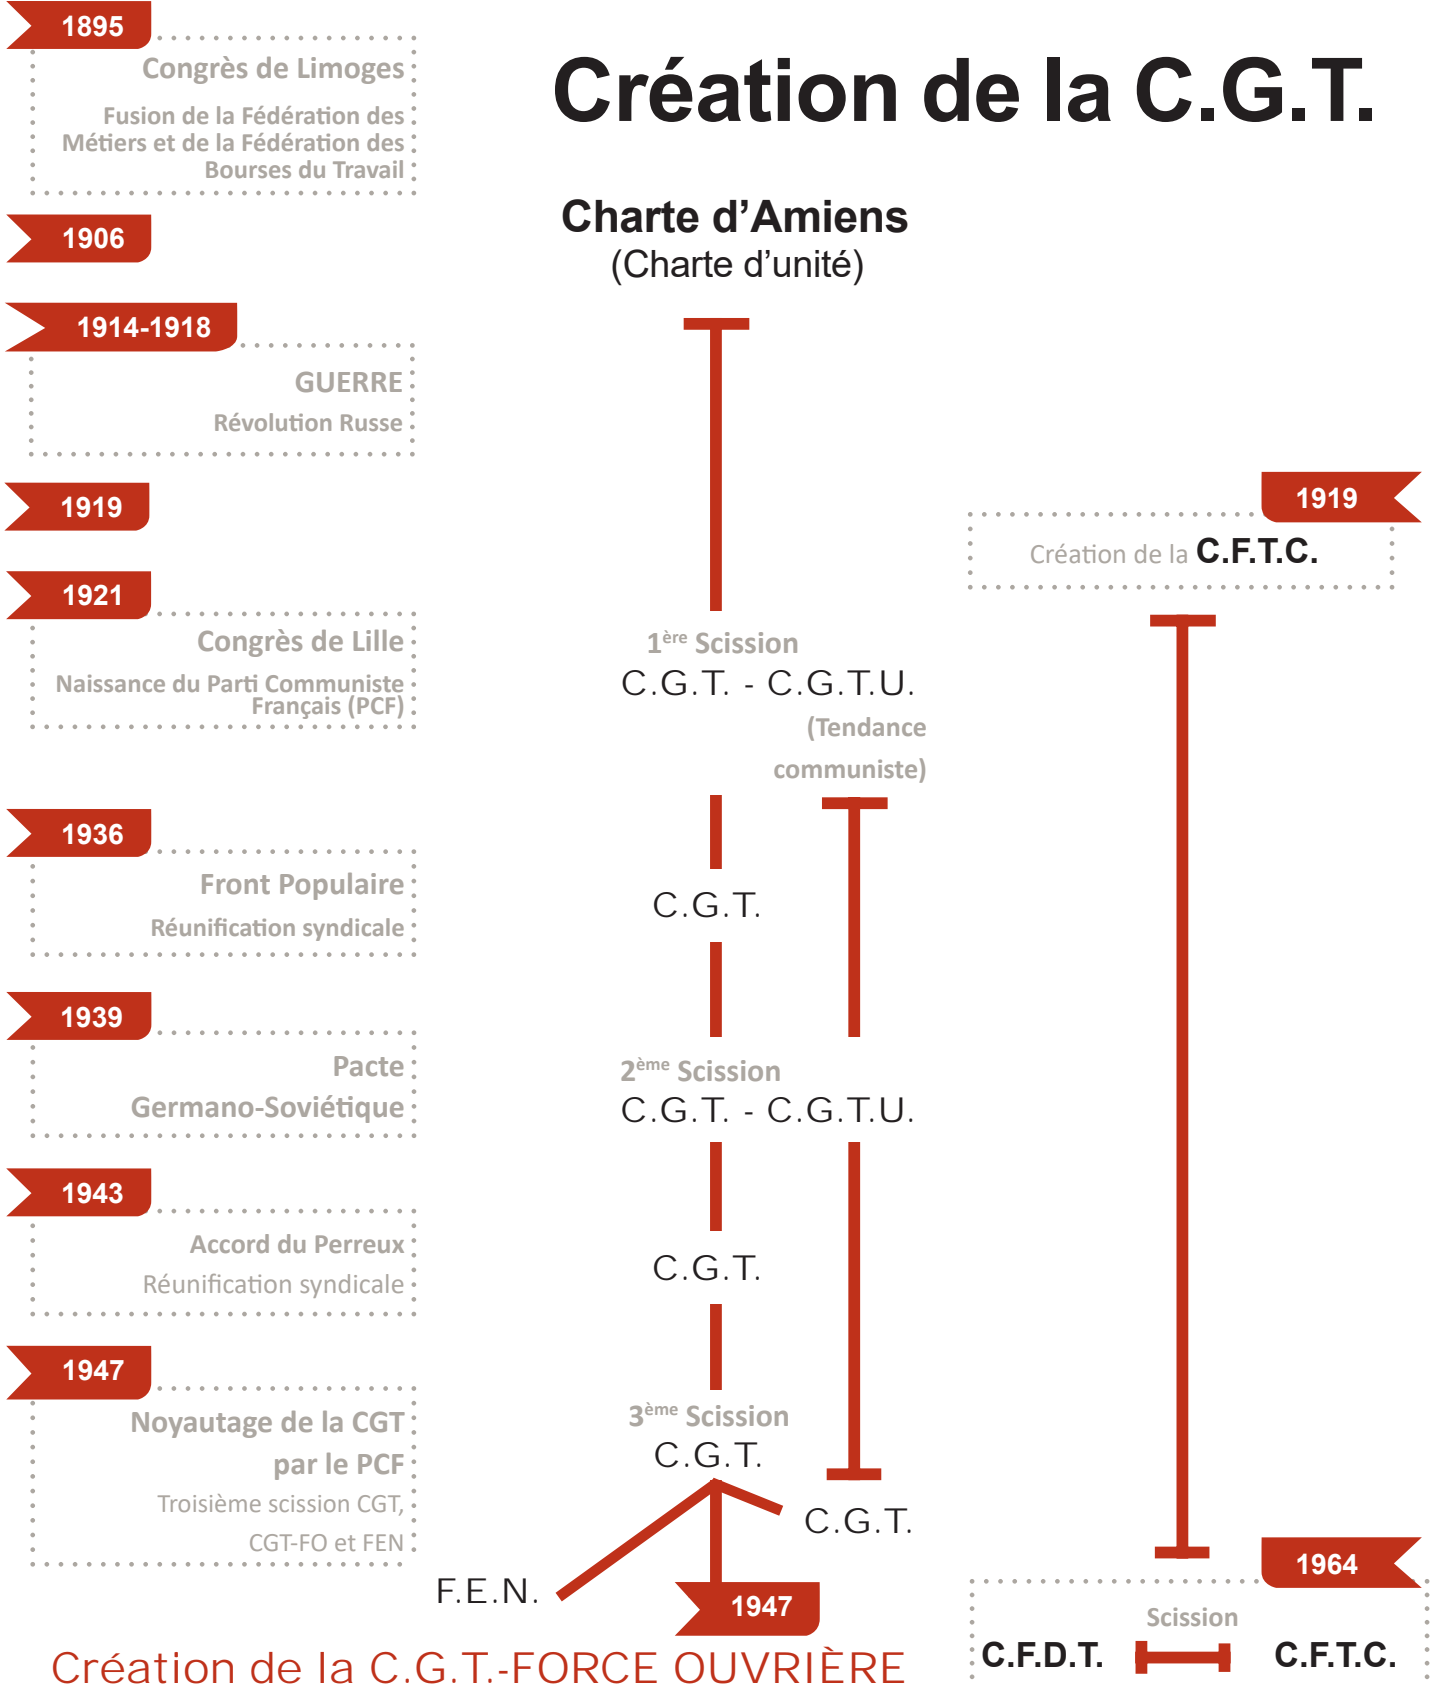 1895
Congrès de Limoges
Fusion de la Fédération des
Métiers et de la Fédération des
Bourses du Travail
Création de la C.G.T.
1906
Charte d’Amiens
(Charte d’unité)
1914-1918
GUERRE
Révolution Russe
1919
1919
Création de la C.F.T.C.
1921
Congrès de Lille
Naissance du Parti Communiste
Français (PCF)
1ère Scission
C.G.T. - C.G.T.U.
(Tendance
communiste)
1936
Front Populaire
Réunification syndicale
C.G.T.
1939
Pacte
Germano-Soviétique
2ème Scission
C.G.T. - C.G.T.U.
1943
Accord du Perreux
Réunification syndicale
C.G.T.
1947
Noyautage de la CGT
par le PCF
Troisième scission CGT,
CGT-FO et FEN
3ème Scission
C.G.T.
C.G.T.
F.E.N.
1947
Création de la C.G.T.-FORCE OUVRIÈRE
1964
Scission
C.F.D.T. C.F.T.C.